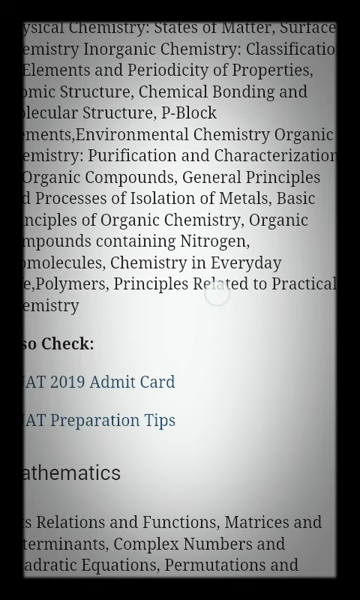 ysical Chemistry: States of Matter, Surface
emistry Inorganic Chemistry: Classificatio
Elements and Periodicity of Properties,
omic Structure, Chemical Bonding and
olecular Structure, P-Block
ements,Environmental Chemistry Organic
emistry: Purification and Characterization
Organic Compounds, General Principles
d Processes of Isolation of Metals, Basic
nciples of Organic Chemistry, Organic
mpounds containing Nitrogen,
omolecules, Chemistry in Everyday
e,Polymers, Principles Related to Practical
emistry
so Check:
AT 2019 Admit Card
AT Preparation Tips
athematics
s Relations and Functions, Matrices and
terminants, Complex Numbers and
adratic Equations, Permutations and